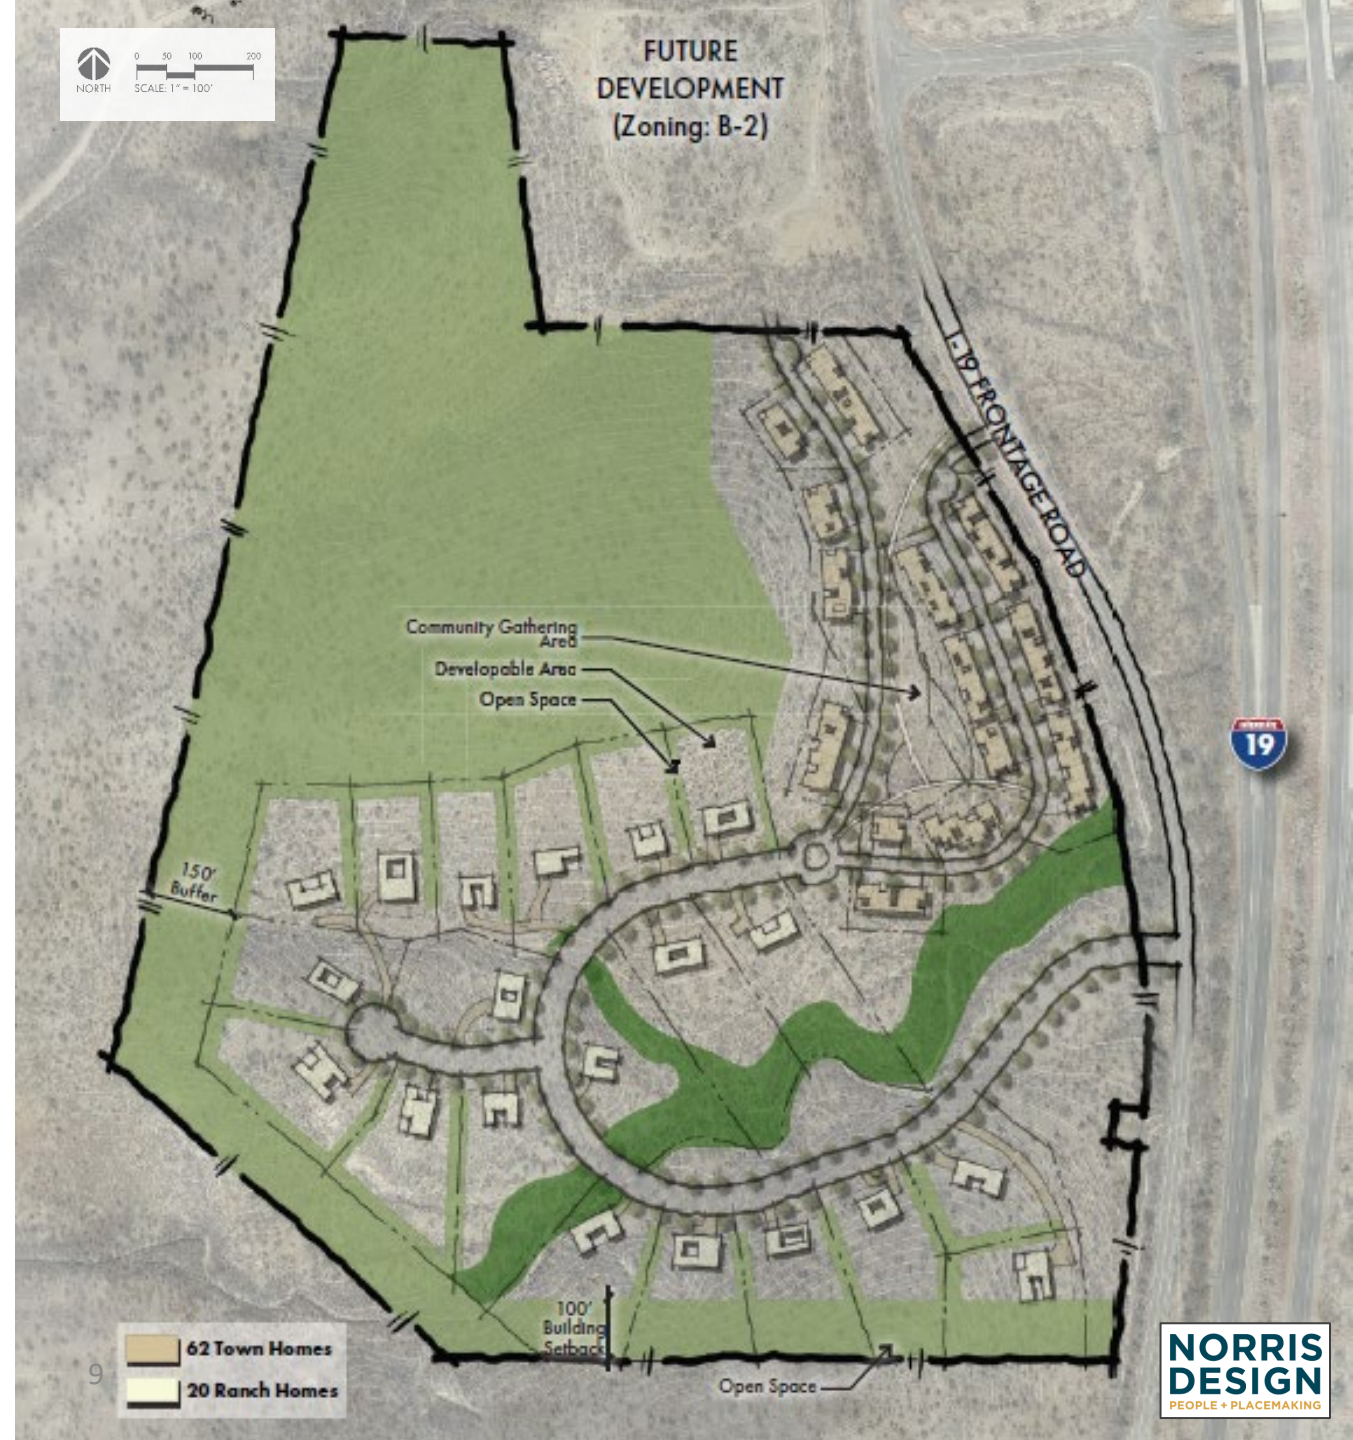 FUTURE
DEVELOPMENT
(Zoning: B-2)
0 50 100 200
NORTH
SCALE: 1" = 100'
I-19 FRONTAGE ROAD
Community Gathering
Area
Developable Area
Open Space
19
150'
Buffer
100'
Building
Setback
Open Space
62 Town Homes
20 Ranch Homes
9
NORRIS
DESIGN
PEOPLE + PLACEMAKING